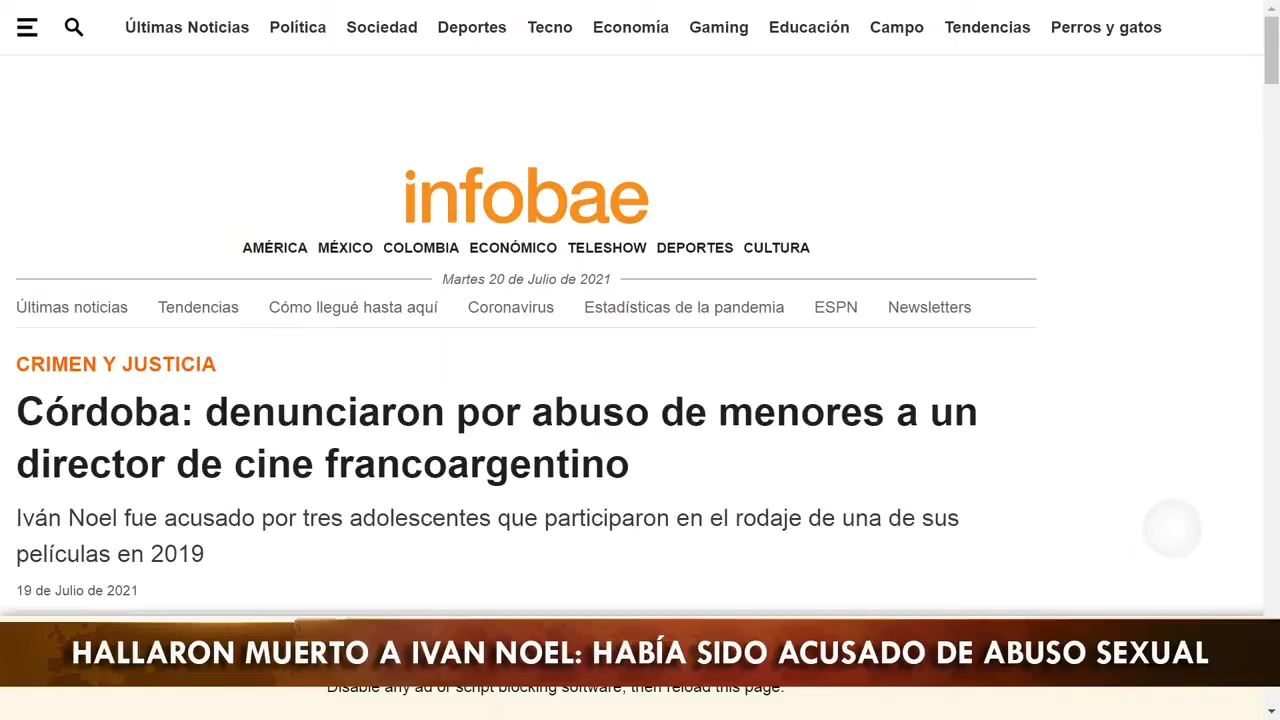 Últimas Noticias Política Sociedad Deportes Tecno Economía Gaming Educación Campo Tendencias Perros y gatos
infobae
AMÉRICA MÉXICO COLOMBIA ECONÓMICO TELESHOW DEPORTES CULTURA
Martes 20 de Julio de 2021
Últimas noticias Tendencias Cómo llegué hasta aquí Coronavirus Estadísticas de la pandemia ESPN Newsletters
CRIMEN Y JUSTICIA
Córdoba: denunciaron por abuso de menores a un
director de cine francoargentino
Iván Noel fue acusado por tres adolescentes que participaron en el rodaje de una de sus
películas en 2019
19 de Julio de 2021
HALLARON MUERTO A IVAN NOEL: HABÍA SIDO ACUSADO DE ABUSO SEXUAL
Disable any ad or script blocking software, then reload this page.